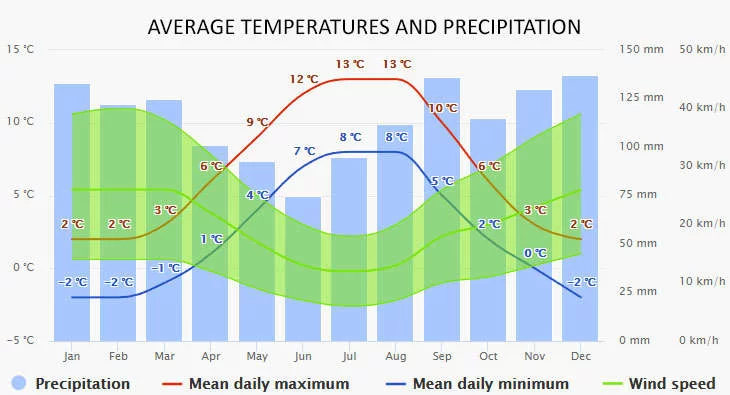 AVERAGE TEMPERATURES AND PRECIPITATION
15 °C 150 mm 50 km/h
13 °C 13 °C
12 °C
125 mm
10 °C 40 km/h
10 °C 9 °C
8 °C 8 °C
7 °C 100 mm
6 °C 6 °C 30 km/h
5 °C 4 °C 5 °C 75 mm
2 °C 2 °C 3 °C 2 °C 3 °C 2 °C 20 km/h
1 °C 50 mm
0 °C -1 °C 0 °C
-2 °C -2 °C -2 °C 10 km/h
25 mm
-5 °C 0 mm 0 km/h
Jan Feb Mar Apr May Jun Jul Aug Sep Oct Nov Dec
Precipitation Mean daily maximum Mean daily minimum Wind speed